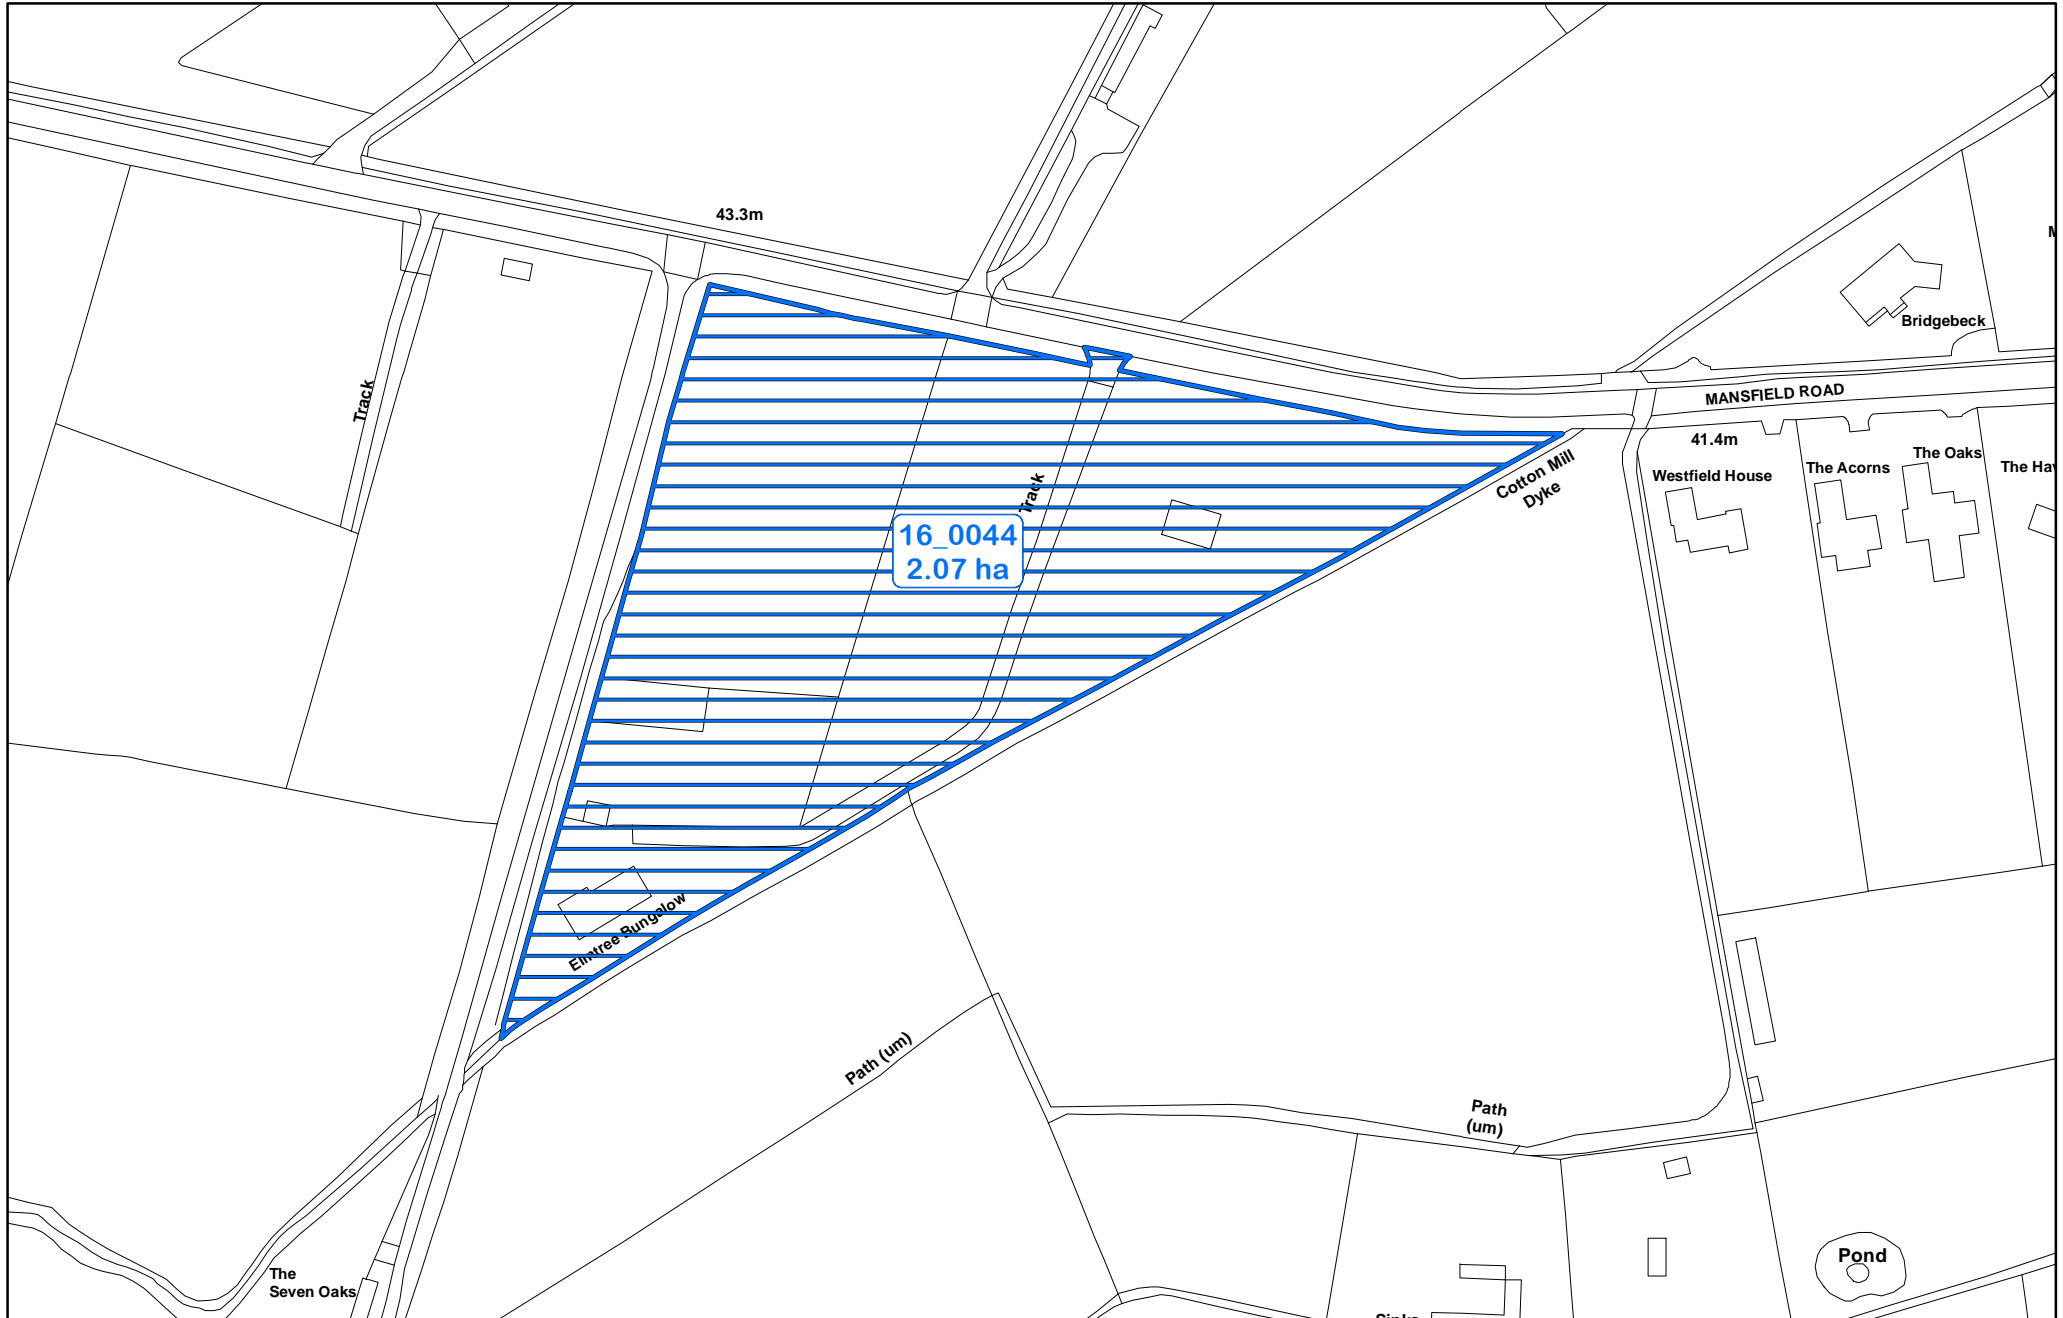 43.3m
Bridgebeck
Track
MANSFIELD ROAD
41.4m
The Oaks
The Acorns
The
Westfield House
Cotton Mill
Dyke
Track
16_0044
2.07 ha
Elmtree Bungalow
Path (um)
Path
(um)
Pond
The
Seven Oaks